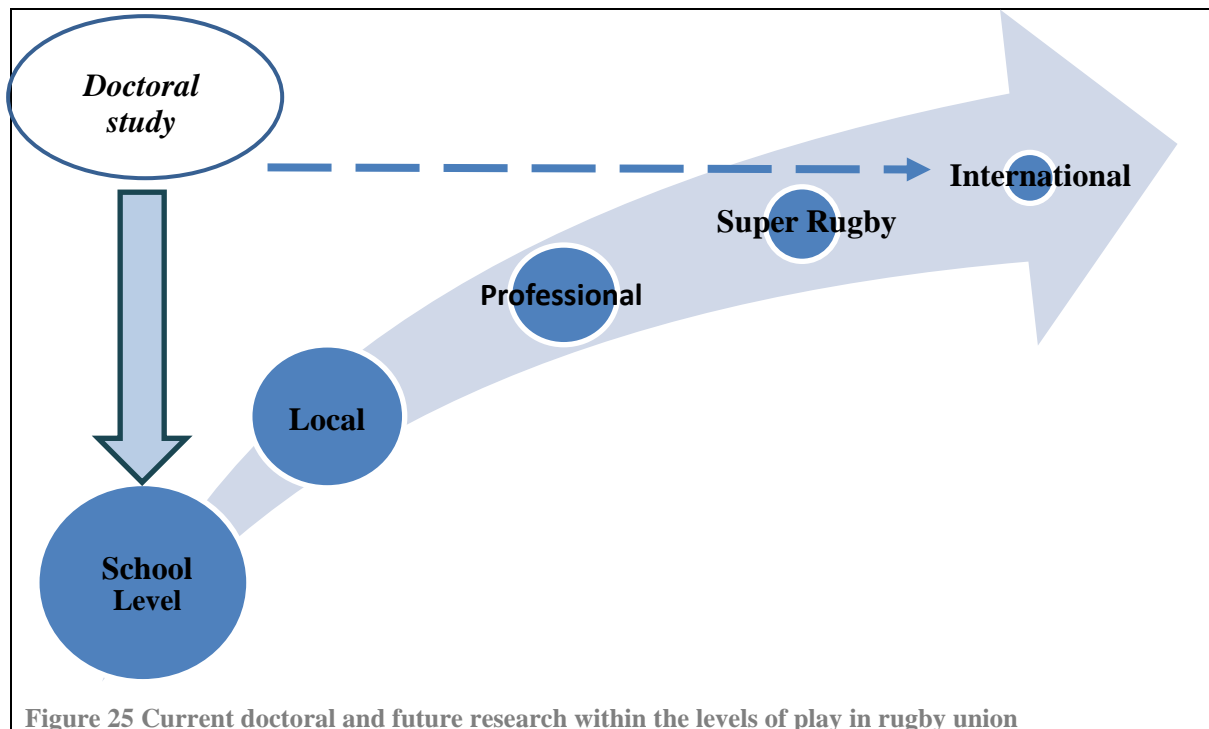 Doctoral
study
International
Super Rugby
Professional
Local
School
Level
Figure 25 Current doctoral and future research within the levels of play in rugby union